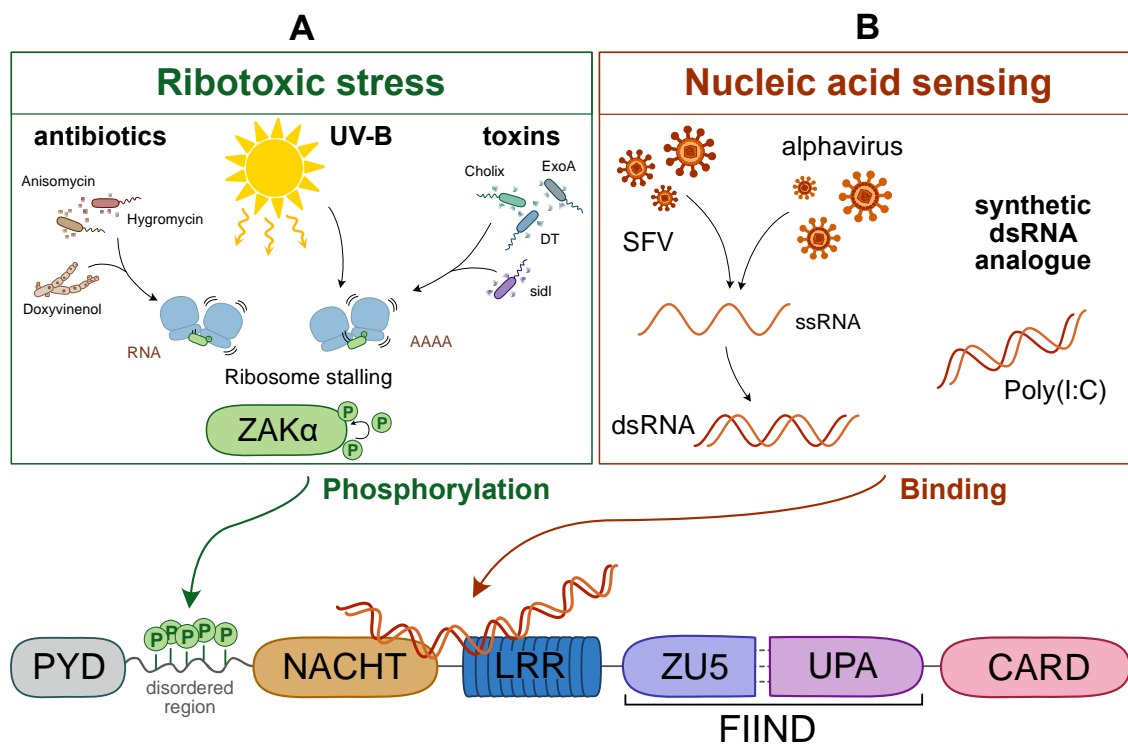 A
Ribotoxic stress
antibiotics
UV-B
toxins
Anisomycin
Hygromycin
Doxyvinenol
Cholix
ExoA
DT
sidI
RNA
AAAA
Ribosome stalling
ZAKα
P
P
P
B
Nucleic acid sensing
SFV
alphavirus
synthetic
dsRNA
analogue
ssRNA
dsRNA
Poly(I:C)
Phosphorylation
Binding
P
P
P
P
P
PYD
disordered
region
NACHT
LRR
ZU5
UPA
CARD
FIIND